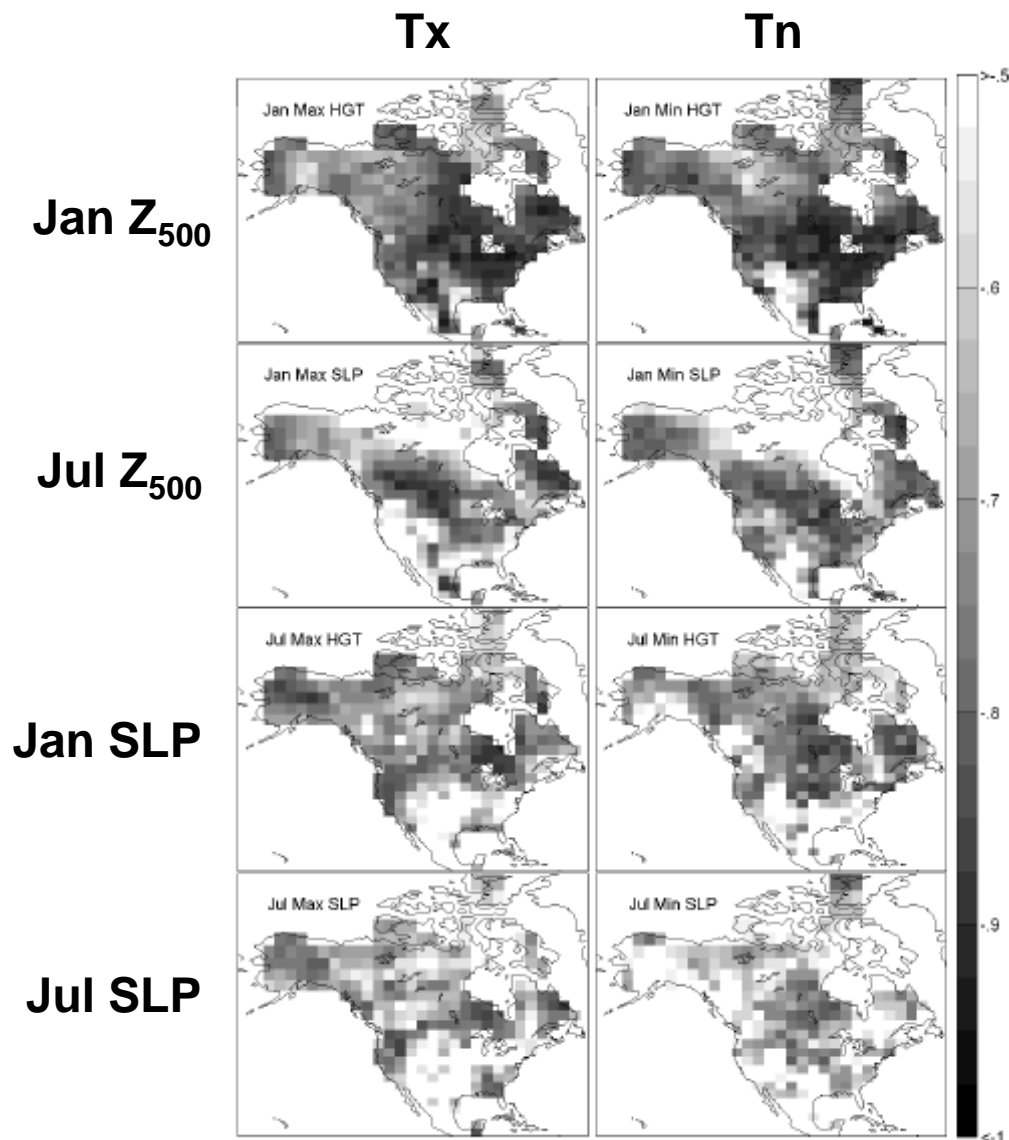 Tx Tn
Jan Max HGT Jan Min HGT
Jan Z500
Jan Max SLP Jan Min SLP
Jul Z500
Jul Max HGT Jul Min HGT
Jan SLP
Jul Max SLP Jul Min SLP
Jul SLP
>-.5
-.6
-.7
-.8
-.9
<-.1